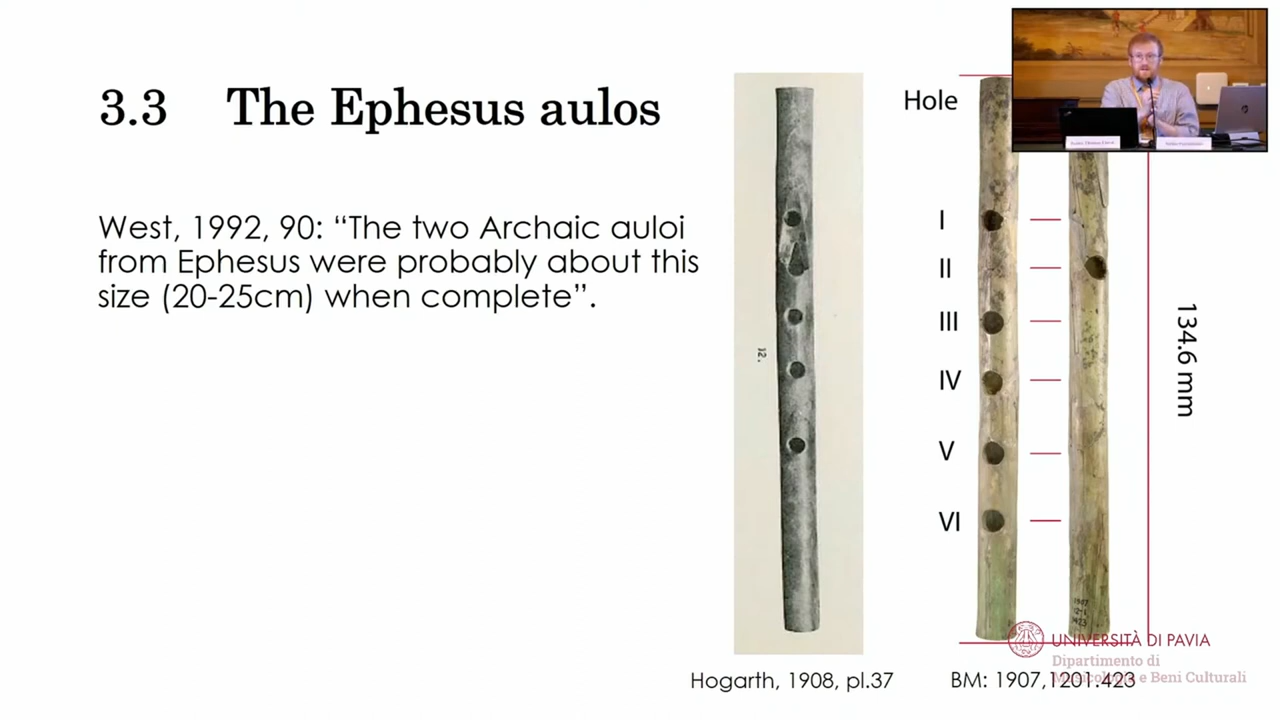 3.3 The Ephesus aulos
West, 1992, 90: “The two Archaic auloi
from Ephesus were probably about this
size (20-25cm) when complete”.
12.
Hole
I
II
III
IV
V
VI
134.6 mm
1907
12-1
423
Hogarth, 1908, pl.37
BM: 1907,1201.423
UNIVERSITÀ DI PAVIA
Dipartimento di
Musicologia e Beni Culturali